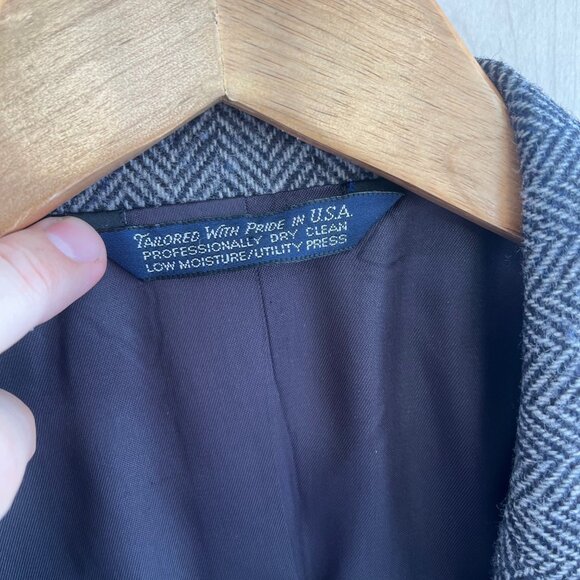 Tailored With Pride in U.S.A.
PROFESSIONALLY DRY CLEAN
LOW MOISTURE/UTILITY PRESS